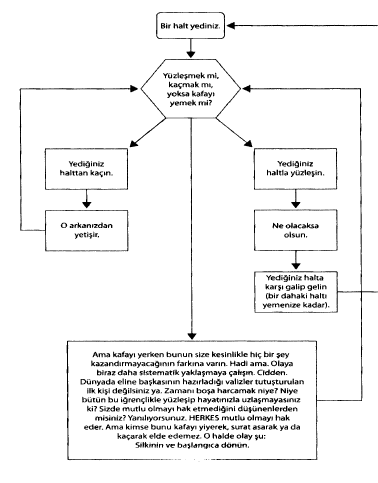 Bir halt yediniz.
Yüzleşmek mi,
kaçmak mı,
yoksa kafayı
yemek mi?
Yediğiniz
halttan kaçın.
Yediğiniz
haltla yüzleşin.
O arkanızdan
yetişir.
Ne olacaksa
olsun.
Yediğiniz halta
karşı galip gelin
(bir dahaki haltı
yemenize kadar).
Ama kafayı yerken bunun size kesinlikle hiç bir şey
kazandırmayacağının farkına varın. Hadi ama. Olaya
biraz daha sistematik yaklaşmaya çalışın. Cidden.
Dünyada eline başkasının hazırladığı valizler tutuşturulan
ilk kişi değilsiniz ya. Zamanı boşa harcamak niye? Niye
bütün bu iğrençlikle yüzleşip hayatınızla uzlaşmayasınız
ki? Sizde mutlu olmayı hak etmediğini düşünenlerden
misiniz? Yanılıyorsunuz. HERKES mutlu olmayı hak
eder. Ama kimse bunu kafayı yiyerek, surat asarak ya da
kaçarak elde edemez. O halde olay şu:
Silkinin ve başlangıca dönün.